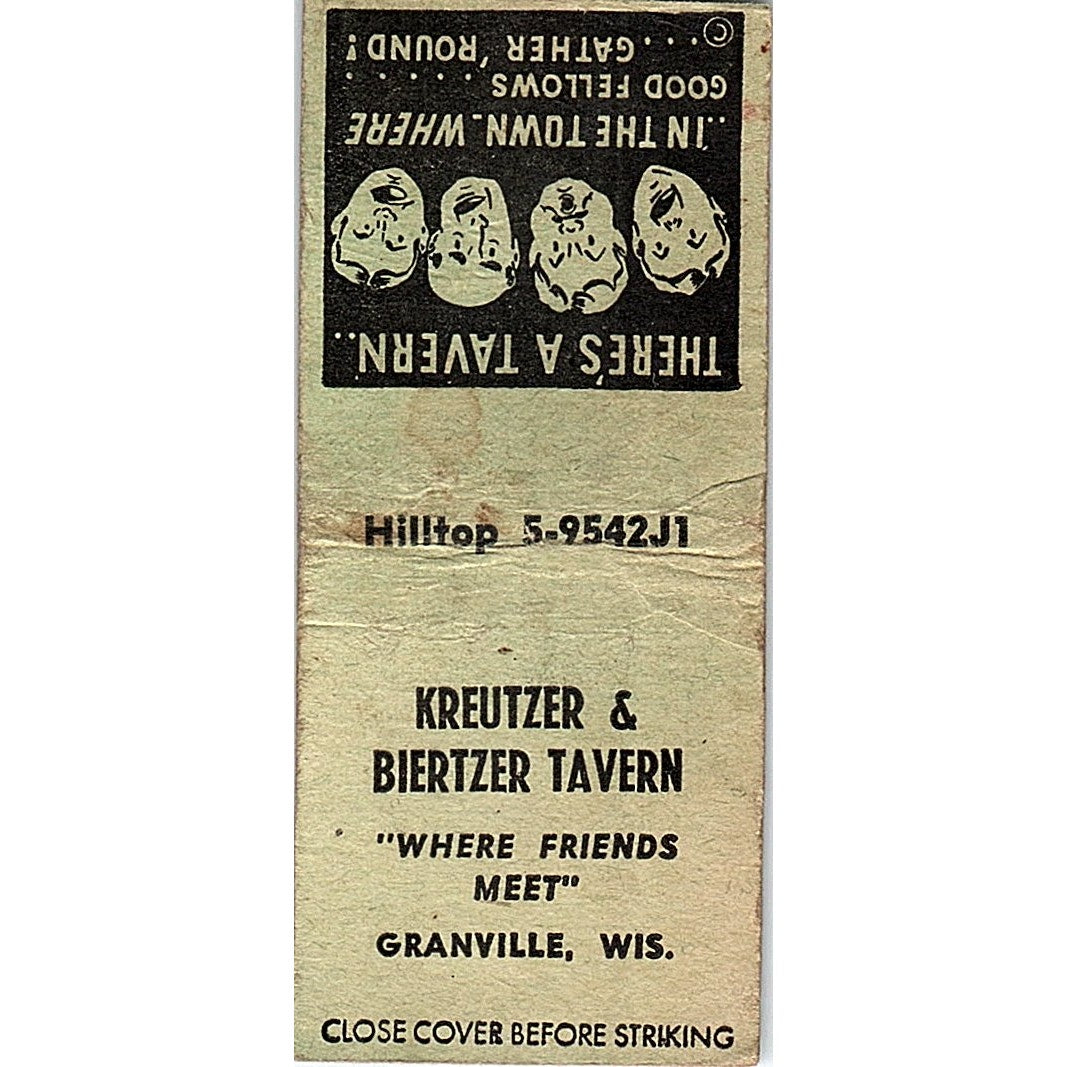 THERE'S A TAVERN..
..IN THE TOWN. WHERE
GOOD FELLOWS . . . . . .
. . . . GATHER 'ROUND!
©
Hilltop 5-9542J1
KREUTZER &
BIERTZER TAVERN
"WHERE FRIENDS
MEET"
GRANVILLE, WIS.
CLOSE COVER BEFORE STRIKING